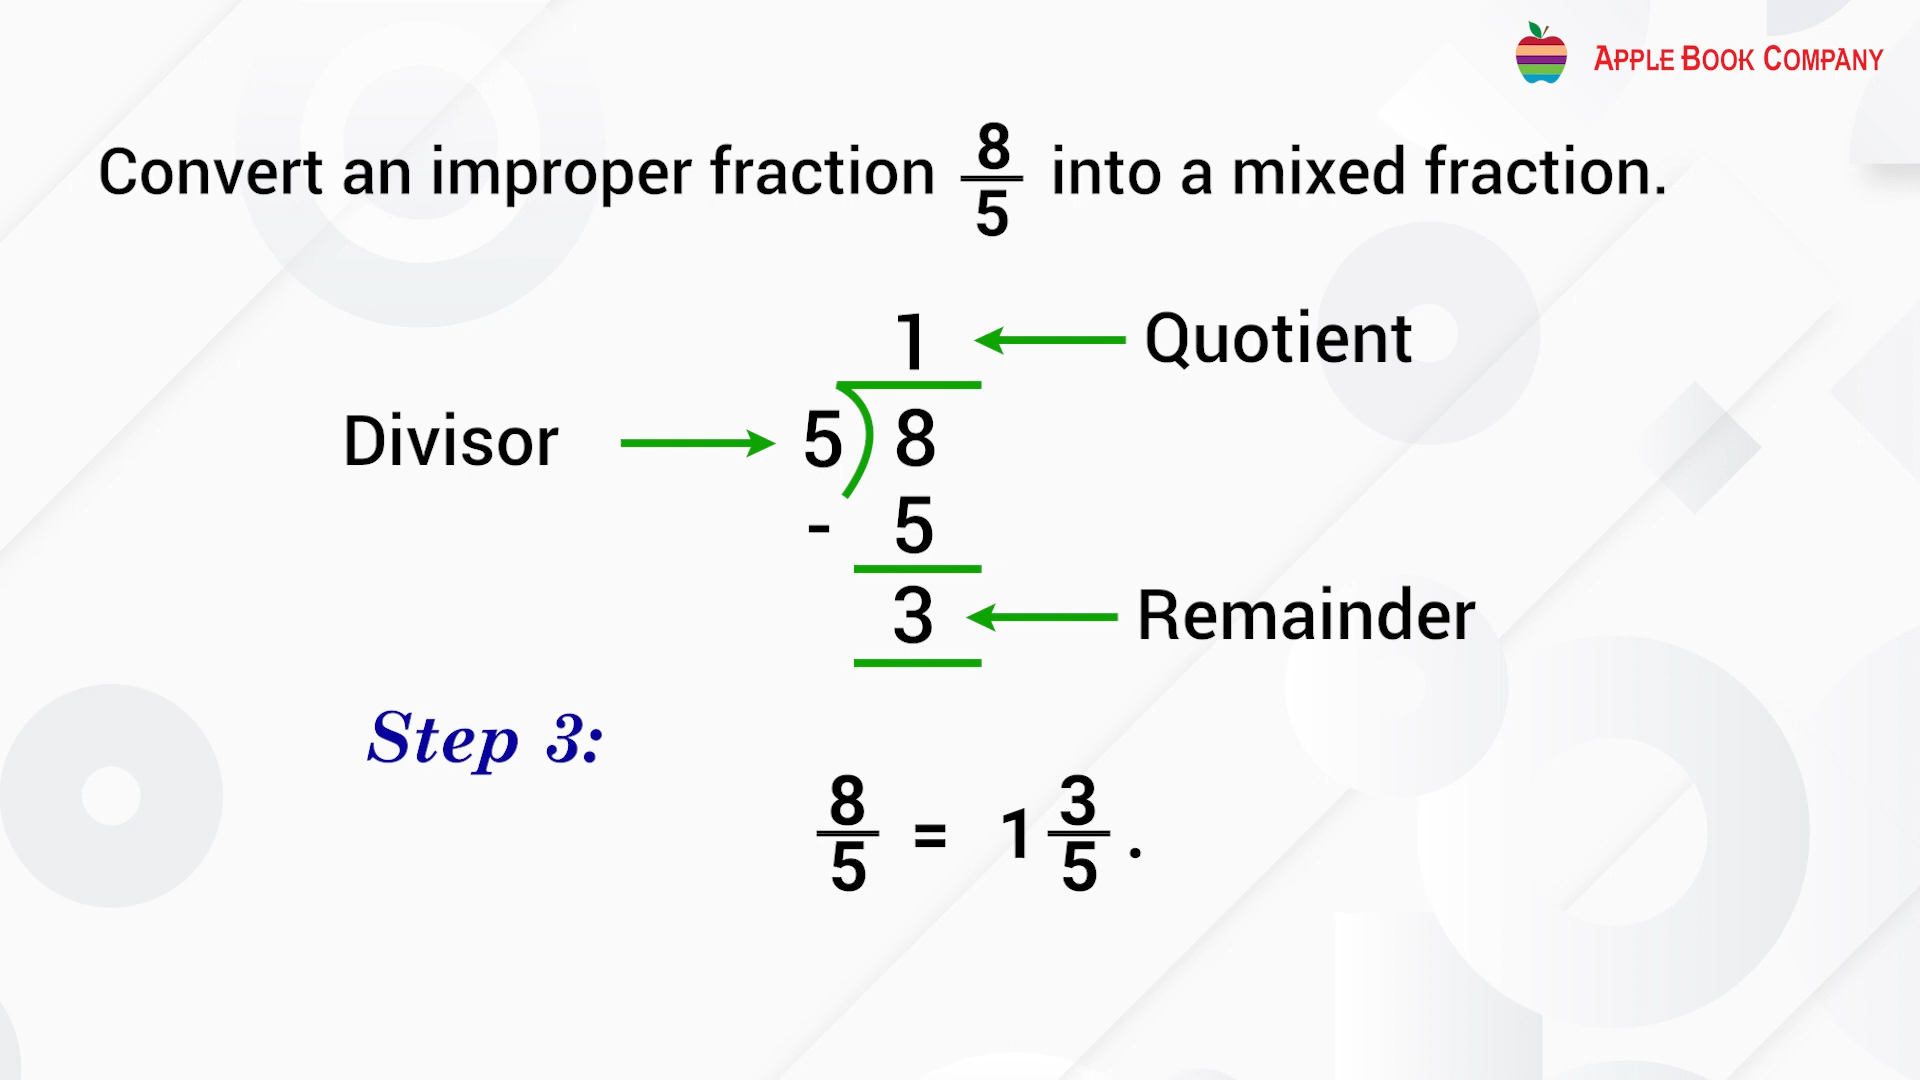 APPLE BOOK COMPANY
Convert an improper fraction 8/5 into a mixed fraction.
1 Quotient
Divisor 5 8
- 5
3 Remainder
Step 3:
8/5 = 1 3/5 .